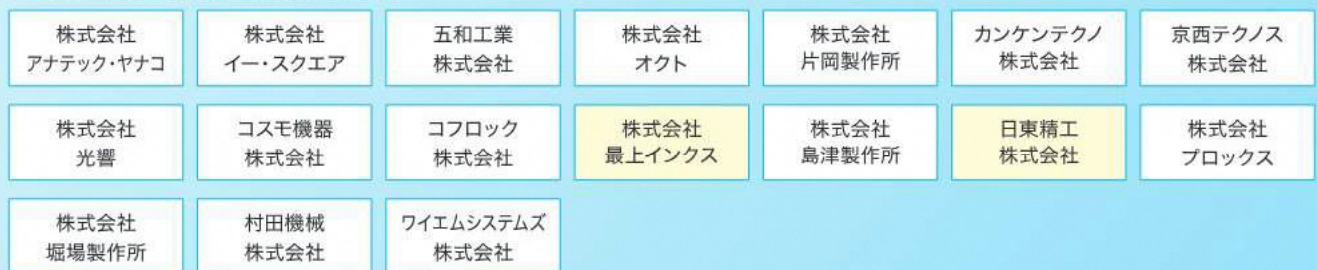 株式会社
アナテック・ヤナコ
株式会社
イー・スクエア
五和工業
株式会社
株式会社
オクト
株式会社
片岡製作所
カンケンテクノ
株式会社
京西テクノス
株式会社
株式会社
光響
コスモ機器
株式会社
コフロック
株式会社
株式会社
最上インクス
株式会社
島津製作所
日東精工
株式会社
株式会社
プロックス
株式会社
堀場製作所
村田機械
株式会社
ワイエムシステムズ
株式会社